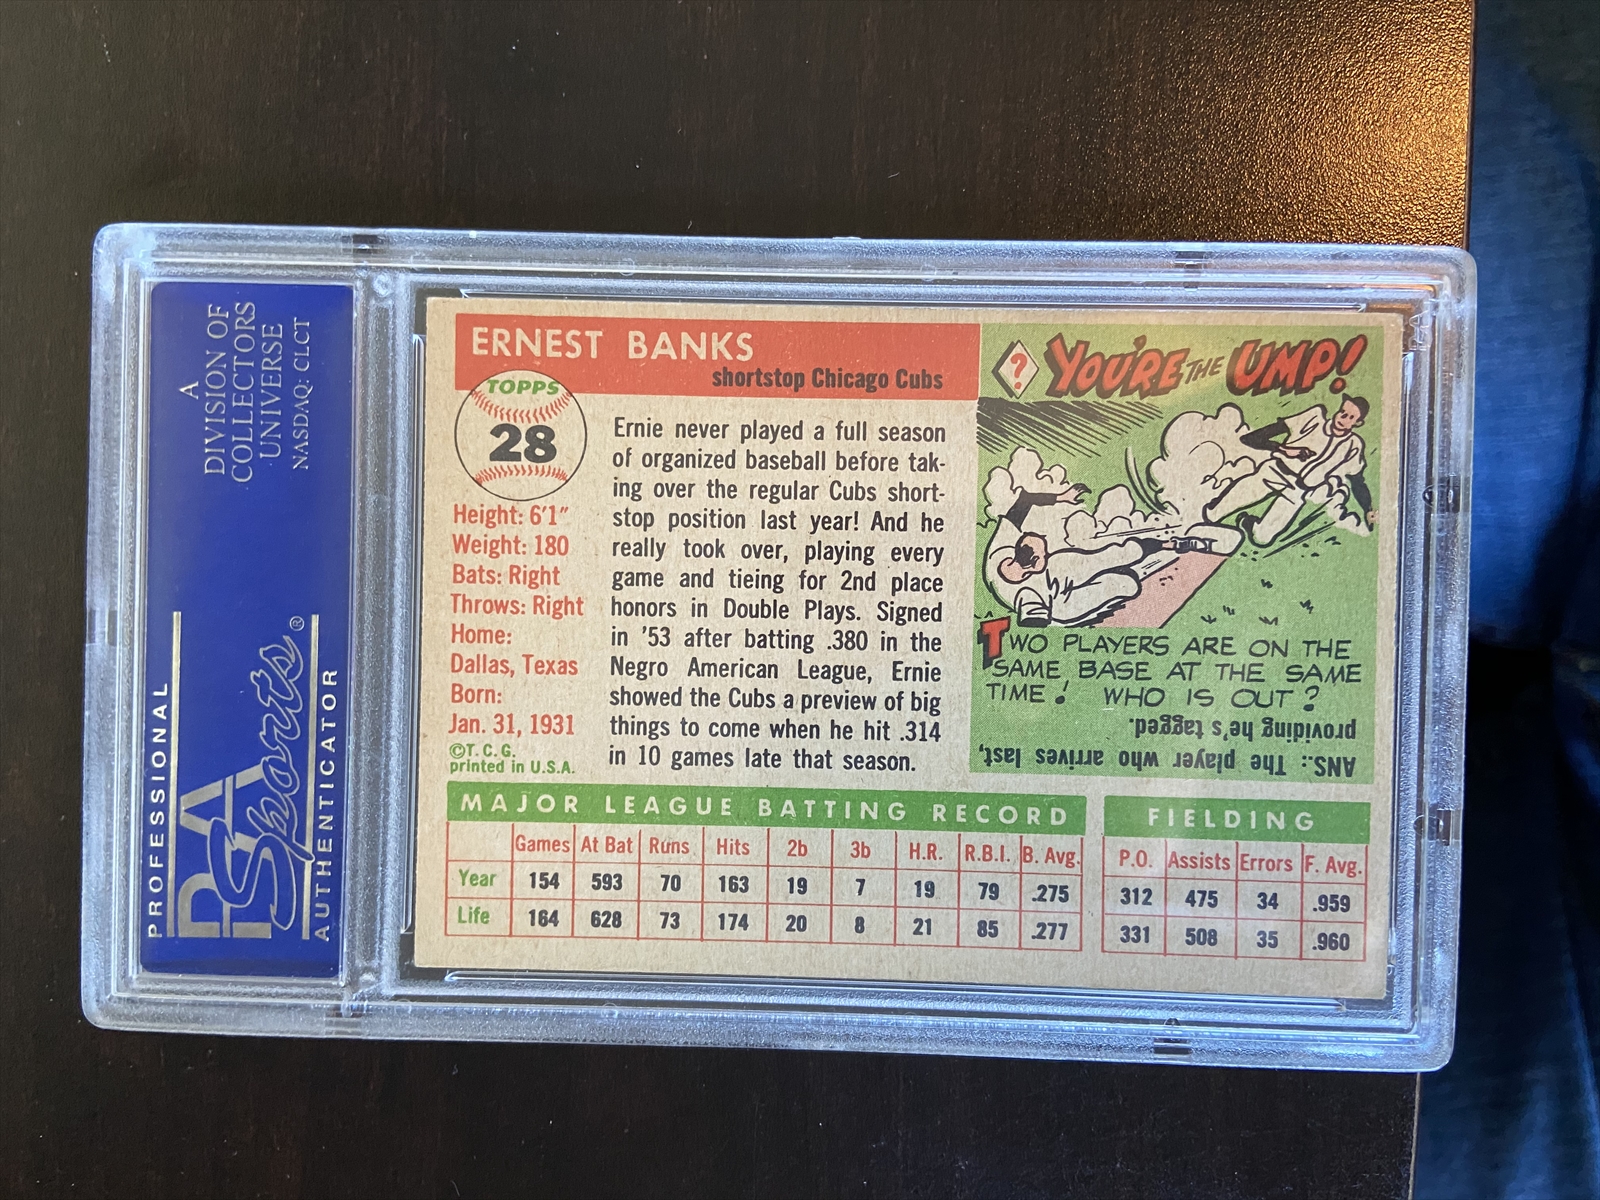 A
DIVISION OF
COLLECTORS
UNIVERSE
NASDAQ: CLCT
PROFESSIONAL
PSA
Sports®
AUTHENTICATOR
ERNEST BANKS
shortstop Chicago Cubs
TOPPS
28
Height: 6'1"
Weight: 180
Bats: Right
Throws: Right
Home:
Dallas, Texas
Born:
Jan. 31, 1931
©T. C. G.
printed in U.S.A.
Ernie never played a full season
of organized baseball before tak-
ing over the regular Cubs short-
stop position last year! And he
really took over, playing every
game and tieing for 2nd place
honors in Double Plays. Signed
in '53 after batting .380 in the
Negro American League, Ernie
showed the Cubs a preview of big
things to come when he hit .314
in 10 games late that season.
? YOU'RE THE UMP!
TWO PLAYERS ARE ON THE
SAME BASE AT THE SAME
TIME! WHO IS OUT?
ANS.: The player who arrives last,
providing he's tagged.
MAJOR LEAGUE BATTING RECORD
Games At Bat Runs Hits 2b 3b H.R. R.B.I. B. Avg.
Year 154 593 70 163 19 7 19 79 .275
Life 164 628 73 174 20 8 21 85 .277
FIELDING
P.O. Assists Errors F. Avg.
312 475 34 .959
331 508 35 .960